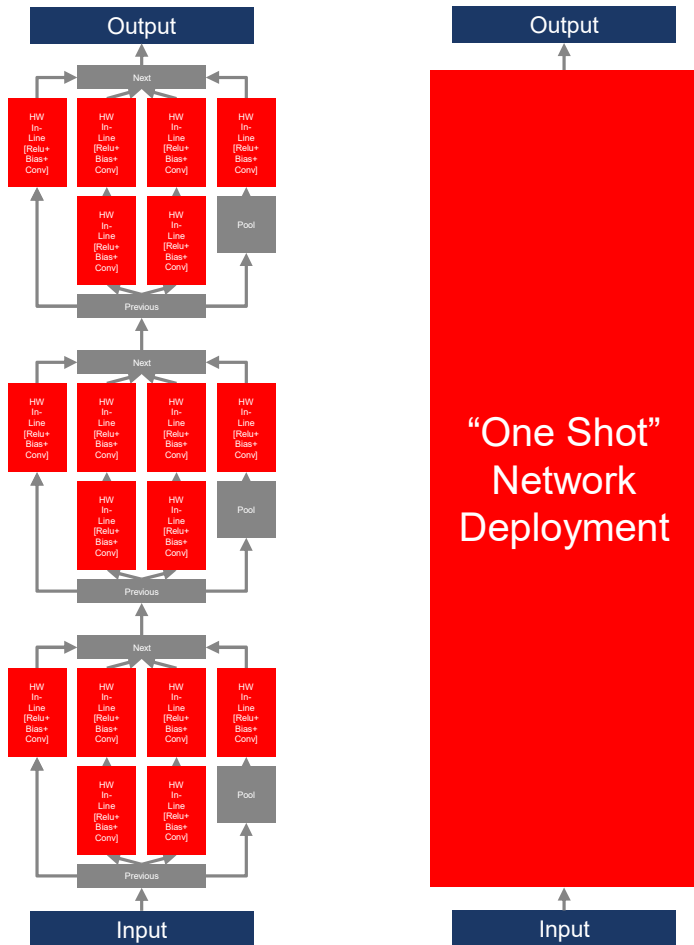 Output
Next
HW
In-
Line
[Relu+
Bias+
Conv]
HW
In-
Line
[Relu+
Bias+
Conv]
HW
In-
Line
[Relu+
Bias+
Conv]
HW
In-
Line
[Relu+
Bias+
Conv]
HW
In-
Line
[Relu+
Bias+
Conv]
HW
In-
Line
[Relu+
Bias+
Conv]
Pool
Previous
Next
HW
In-
Line
[Relu+
Bias+
Conv]
HW
In-
Line
[Relu+
Bias+
Conv]
HW
In-
Line
[Relu+
Bias+
Conv]
HW
In-
Line
[Relu+
Bias+
Conv]
HW
In-
Line
[Relu+
Bias+
Conv]
HW
In-
Line
[Relu+
Bias+
Conv]
Pool
Previous
Next
HW
In-
Line
[Relu+
Bias+
Conv]
HW
In-
Line
[Relu+
Bias+
Conv]
HW
In-
Line
[Relu+
Bias+
Conv]
HW
In-
Line
[Relu+
Bias+
Conv]
HW
In-
Line
[Relu+
Bias+
Conv]
HW
In-
Line
[Relu+
Bias+
Conv]
Pool
Previous
Input
Output
“One Shot”
Network
Deployment
Input